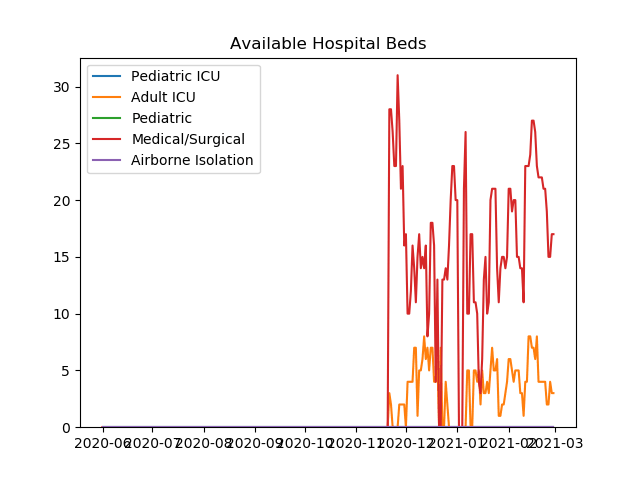 Available Hospital Beds
Pediatric ICU
Adult ICU
Pediatric
Medical/Surgical
Airborne Isolation
30
25
20
15
10
5
0
2020-06 2020-07 2020-08 2020-09 2020-10 2020-11 2020-12 2021-01 2021-02 2021-03